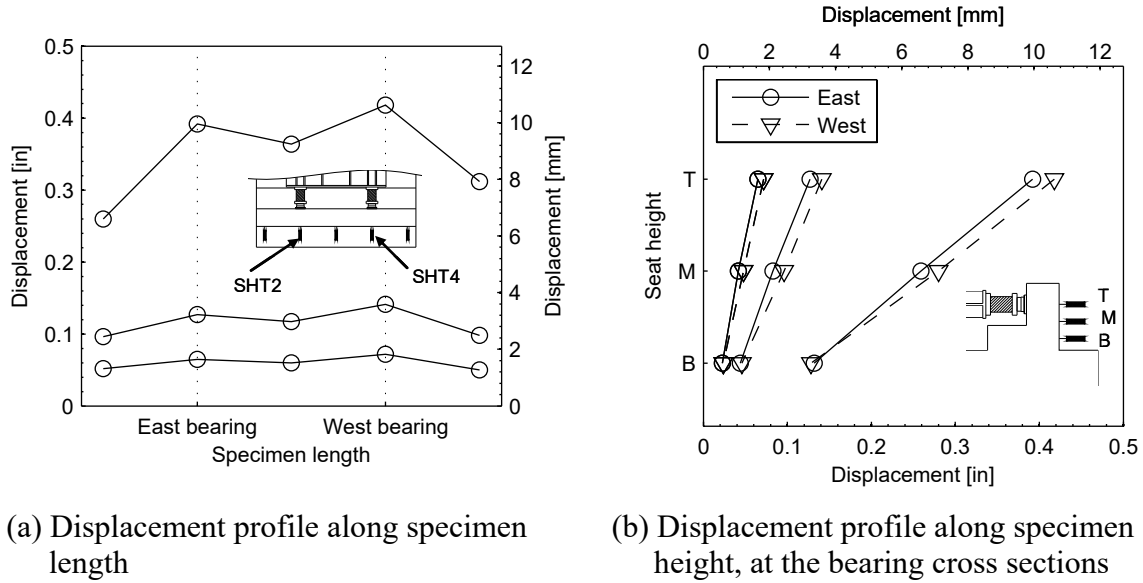 0.5
0.4
0.3
0.2
0.1
0
Displacement [in]
12
10
8
6
4
2
0
Displacement [mm]
SHT2
SHT4
East bearing
West bearing
Specimen length
(a) Displacement profile along specimen
length
Displacement [mm]
0 2 4 6 8 10 12
East
West
Seat height
T
M
B
T
M
B
0 0.1 0.2 0.3 0.4 0.5
Displacement [in]
(b) Displacement profile along specimen
height, at the bearing cross sections